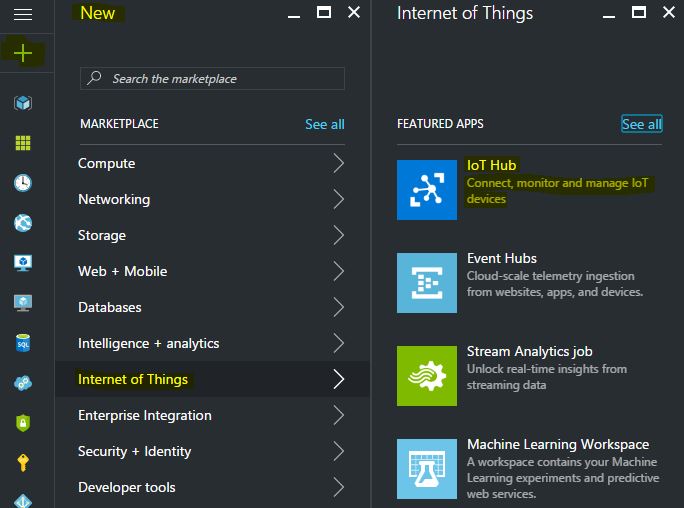 New
Search the marketplace
MARKETPLACE
See all
Compute
Networking
Storage
Web + Mobile
Databases
Intelligence + analytics
Internet of Things
Enterprise Integration
Security + Identity
Developer tools
SQL
Internet of Things
FEATURED APPS
See all
IoT Hub
Connect, monitor and manage IoT
devices
Event Hubs
Cloud-scale telemetry ingestion
from websites, apps, and devices.
Stream Analytics job
Unlock real-time insights from
streaming data
Machine Learning Workspace
A workspace contains your Machine
Learning experiments and predictive
web services.